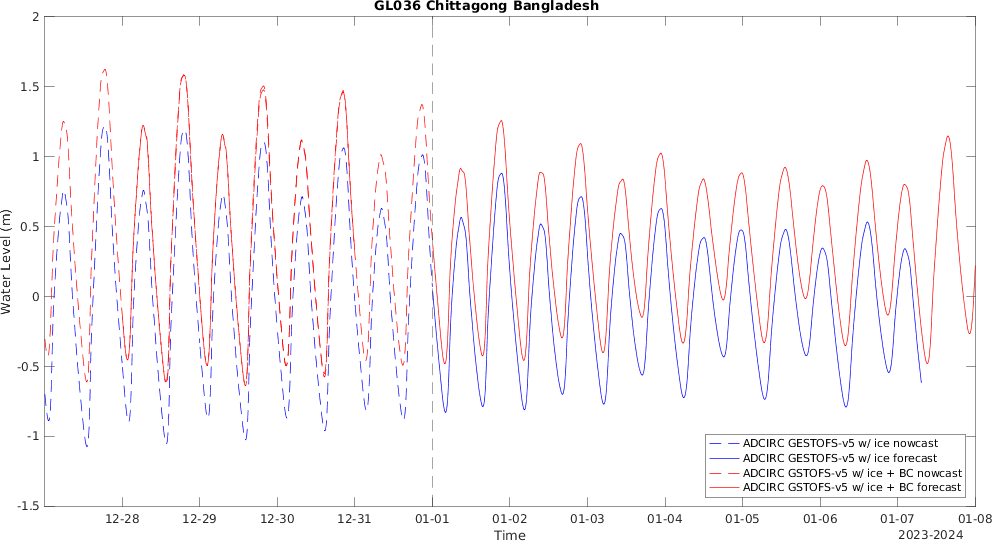 GL036 Chittagong Bangladesh
2
1.5
1
0.5
0
-0.5
-1
-1.5
Water Level (m)
ADCIRC GESTOFS-v5 w/ ice nowcast
ADCIRC GESTOFS-v5 w/ ice forecast
ADCIRC GSTOFS-v5 w/ ice + BC nowcast
ADCIRC GSTOFS-v5 w/ ice + BC forecast
12-28 12-29 12-30 12-31 01-01 01-02 01-03 01-04 01-05 01-06 01-07 01-08
Time
2023-2024